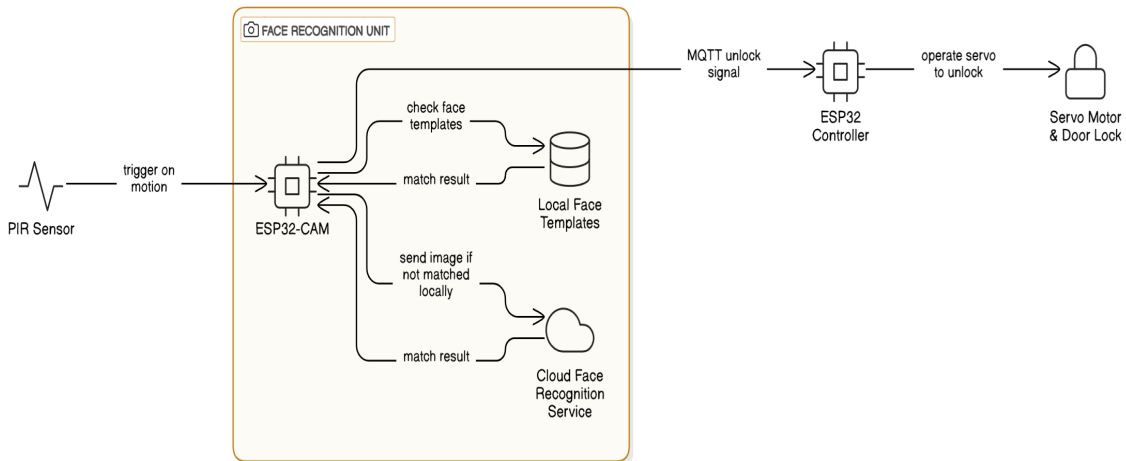 FACE RECOGNITION UNIT
MQTT unlock
signal
operate servo
to unlock
ESP32
Controller
Servo Motor
& Door Lock
check face
templates
trigger on
motion
match result
PIR Sensor
ESP32-CAM
Local Face
Templates
send image if
not matched
locally
match result
Cloud Face
Recognition
Service